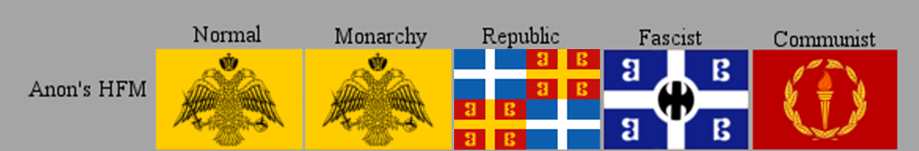 Normal Monarchy Republic Fascist Communist
Anon's HFM